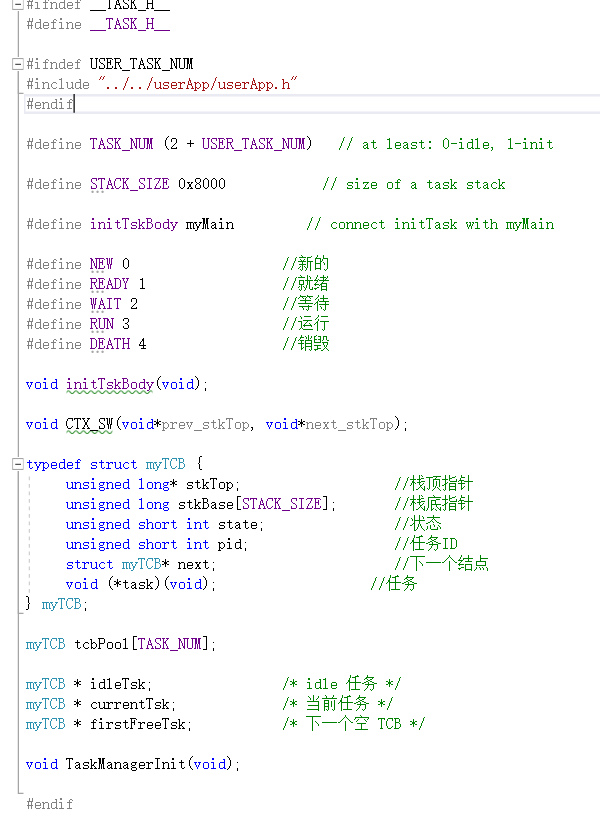 #ifndef __TASK_H__
#define __TASK_H__
#ifndef USER_TASK_NUM
#include "../../userApp/userApp.h"
#endif
#define TASK_NUM (2 + USER_TASK_NUM)   // at least: 0-idle, 1-init
#define STACK_SIZE 0x8000            // size of a task stack
#define initTskBody myMain         // connect initTask with myMain
#define NEW 0                   //新的
#define READY 1                 //就绪
#define WAIT 2                  //等待
#define RUN 3                   //运行
#define DEATH 4                 //销毁
void initTskBody(void);
void CTX_SW(void*prev_stkTop, void*next_stkTop);
typedef struct myTCB {
     unsigned long* stkTop;                   //栈顶指针
     unsigned long stkBase[STACK_SIZE];       //栈底指针
     unsigned short int state;                //状态
     unsigned short int pid;                  //任务ID
     struct myTCB* next;                      //下一个结点
     void (*task)(void);                   //任务
} myTCB;
myTCB tcbPool[TASK_NUM];
myTCB * idleTsk;                /* idle 任务 */
myTCB * currentTsk;             /* 当前任务 */
myTCB * firstFreeTsk;           /* 下一个空 TCB */
void TaskManagerInit(void);
#endif